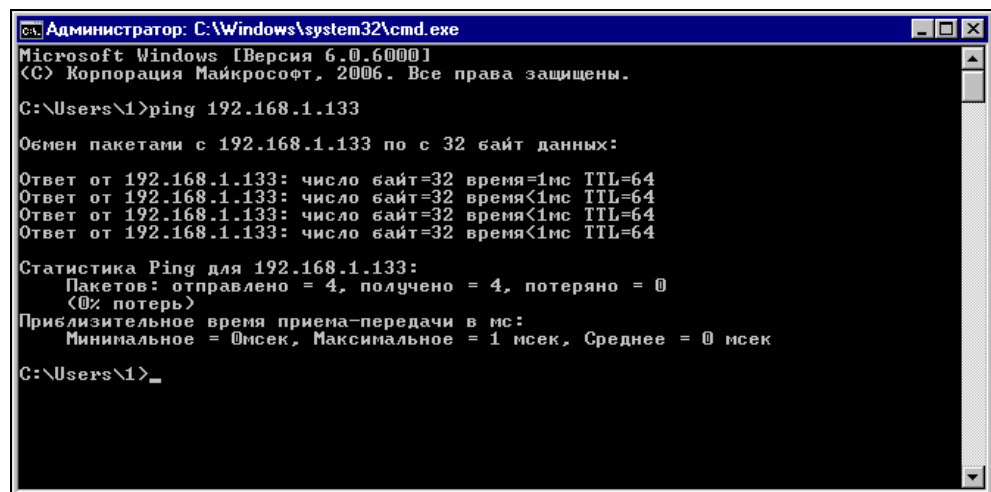 Администратор: C:\Windows\system32\cmd.exe
Microsoft Windows [Версия 6.0.6000]
(C) Корпорация Майкрософт, 2006. Все права защищены.
C:\Users\1>ping 192.168.1.133
Обмен пакетами с 192.168.1.133 по с 32 байт данных:
Ответ от 192.168.1.133: число байт=32 время=1мс TTL=64
Ответ от 192.168.1.133: число байт=32 время<1мс TTL=64
Ответ от 192.168.1.133: число байт=32 время<1мс TTL=64
Ответ от 192.168.1.133: число байт=32 время<1мс TTL=64
Статистика Ping для 192.168.1.133:
Пакетов: отправлено = 4, получено = 4, потеряно = 0
(0% потерь)
Приблизительное время приема-передачи в мс:
Минимальное = 0мсек, Максимальное = 1 мсек, Среднее = 0 мсек
C:\Users\1>_